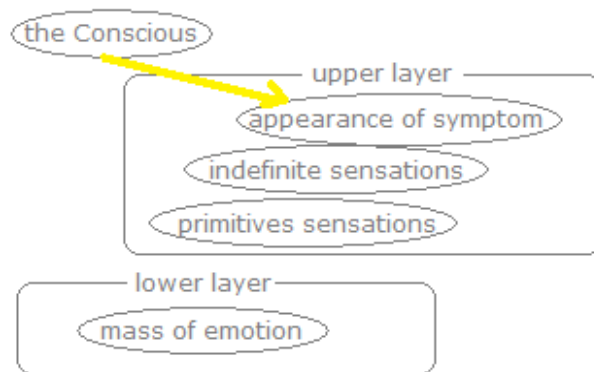 the Conscious
upper layer
appearance of symptom
indefinite sensations
primitives sensations
lower layer
mass of emotion